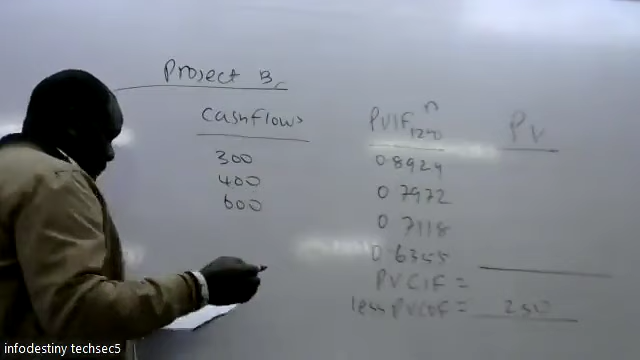 Project B
Cashflows PVIF 12% n PV
300 0.8929
400 0.7972
600 0.7118
0.6355
PVCIF =
less PVCOF = 250
infodestiny techsec5